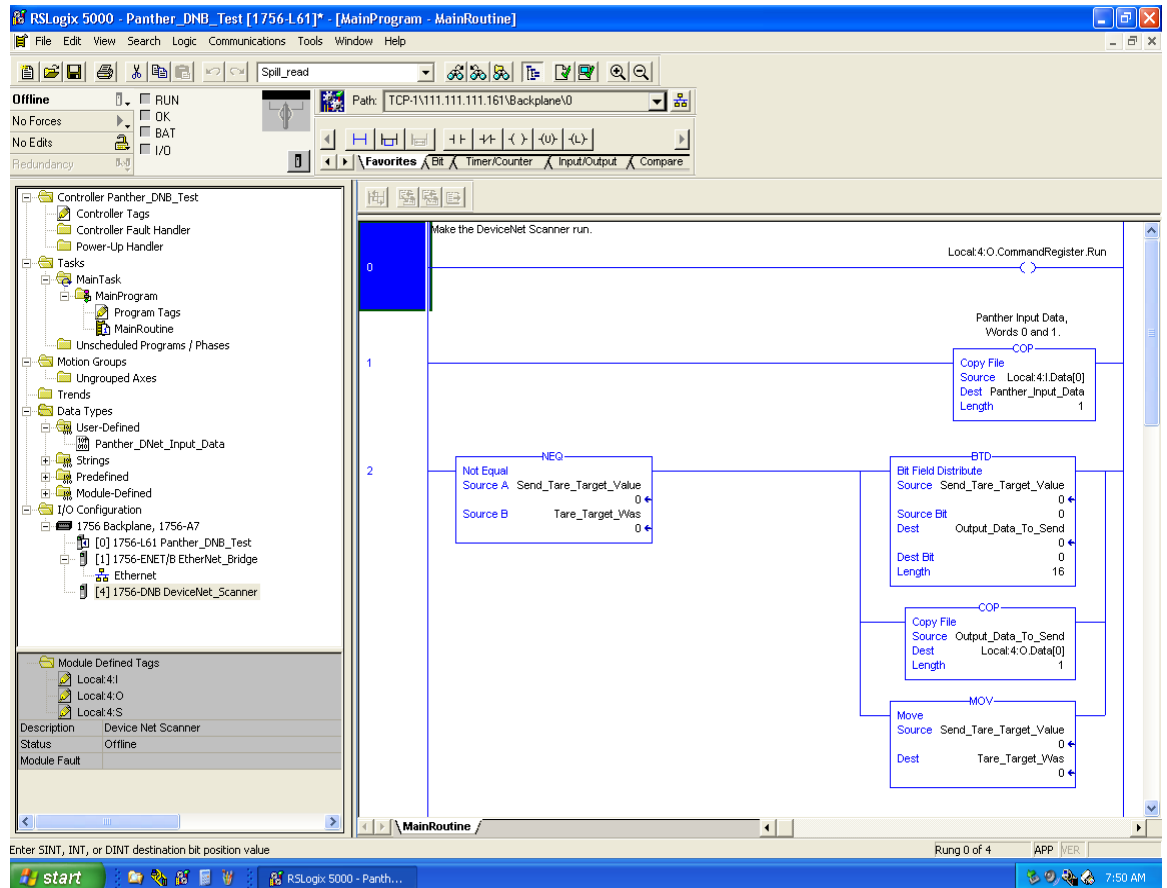 RSLogix 5000 - Panther_DNB_Test [1756-L61]* - [MainProgram - MainRoutine]
File Edit View Search Logic Communications Tools Window Help
Spill_read
Offline
RUN
No Forces
OK
No Edits
BAT
Redundancy
I/O
Path: TCP-1\111.111.111.161\Backplane\0
Favorites Bit Timer/Counter Input/Output Compare
Controller Panther_DNB_Test
Controller Tags
Controller Fault Handler
Power-Up Handler
Tasks
MainTask
MainProgram
Program Tags
MainRoutine
Unscheduled Programs / Phases
Motion Groups
Ungrouped Axes
Trends
Data Types
User-Defined
Panther_DNet_Input_Data
Strings
Predefined
Module-Defined
I/O Configuration
1756 Backplane, 1756-A7
[0] 1756-L61 Panther_DNB_Test
[1] 1756-ENET/B EtherNet_Bridge
Ethernet
[4] 1756-DNB DeviceNet_Scanner
Module Defined Tags
Local:4:I
Local:4:O
Local:4:S
Description Device Net Scanner
Status Offline
Module Fault
Make the DeviceNet Scanner run.
Local:4:O.CommandRegister.Run
0
Panther Input Data,
Words 0 and 1.
1
COP
Copy File
Source Local:4:I.Data[0]
Dest Panther_Input_Data
Length 1
2
NEQ
Not Equal
Source A Send_Tare_Target_Value
0
Source B Tare_Target_Was
0
BTD
Bit Field Distribute
Source Send_Tare_Target_Value
0
Source Bit 0
Dest Output_Data_To_Send
0
Dest Bit 0
Length 16
COP
Copy File
Source Output_Data_To_Send
Dest Local:4:O.Data[0]
Length 1
MOV
Move
Source Send_Tare_Target_Value
0
Dest Tare_Target_Was
0
MainRoutine
Enter SINT, INT, or DINT destination bit position value
Rung 0 of 4 APP VER
start
RSLogix 5000 - Panth...
7:50 AM